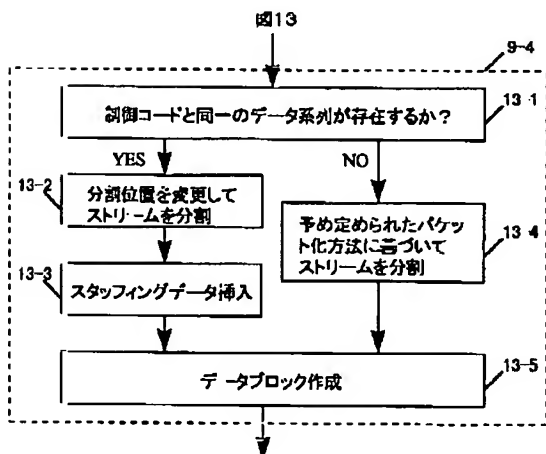 図13
9-4
制御コードと同一のデータ系列が存在するか?
13-1
YES
NO
13-2
分割位置を変更して
ストリームを分割
予め定められたパケッ
ト化方法に基づいて
ストリームを分割
13-4
13-3
スタッフィングデータ挿入
データブロック作成
13-5